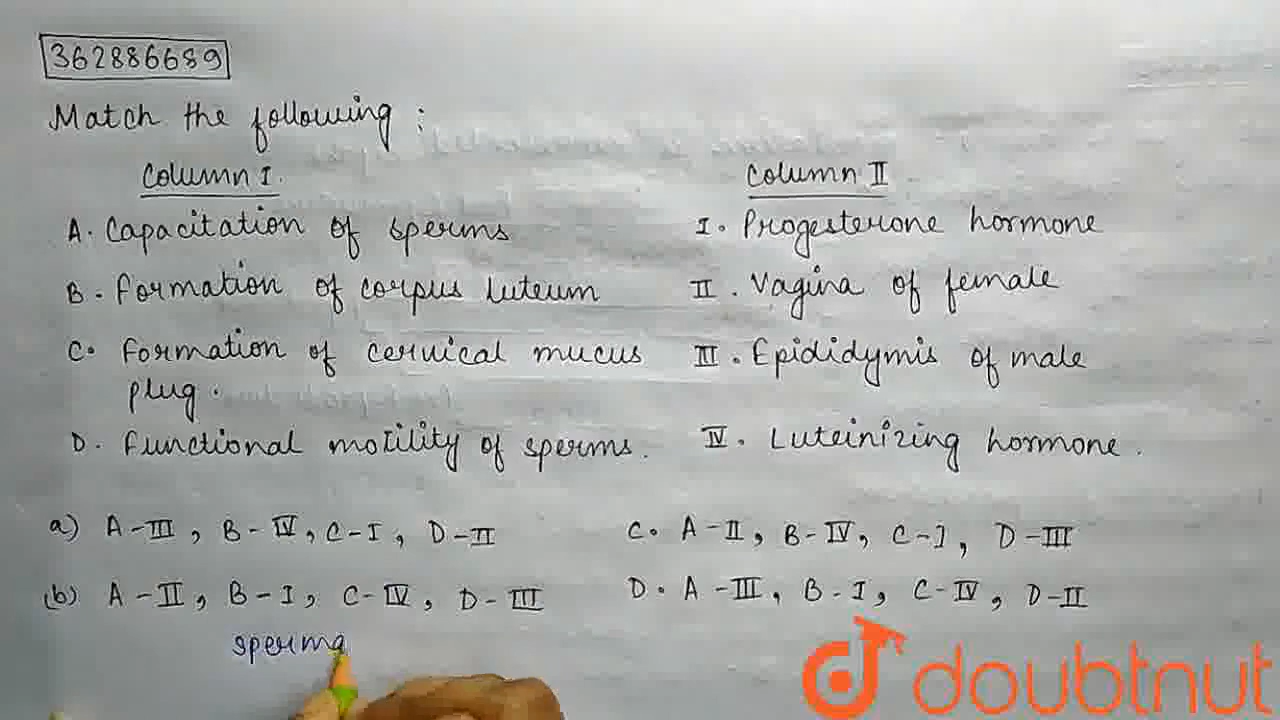 362886689
Match the following :
Column I.
Column II
A. Capacitation of sperms
I. Progesterone hormone
B. Formation of corpus luteum
II. Vagina of female
C. Formation of cervical mucus
plug.
III. Epididymis of male
D. Functional motility of sperms.
IV. Luteinizing hormone.
a) A-III, B-IV, C-I, D-II
C. A-II, B-IV, C-I, D-III
(b) A-II, B-I, C-IV, D-III
D. A-III, B-I, C-IV, D-II
sperma
doubtnut